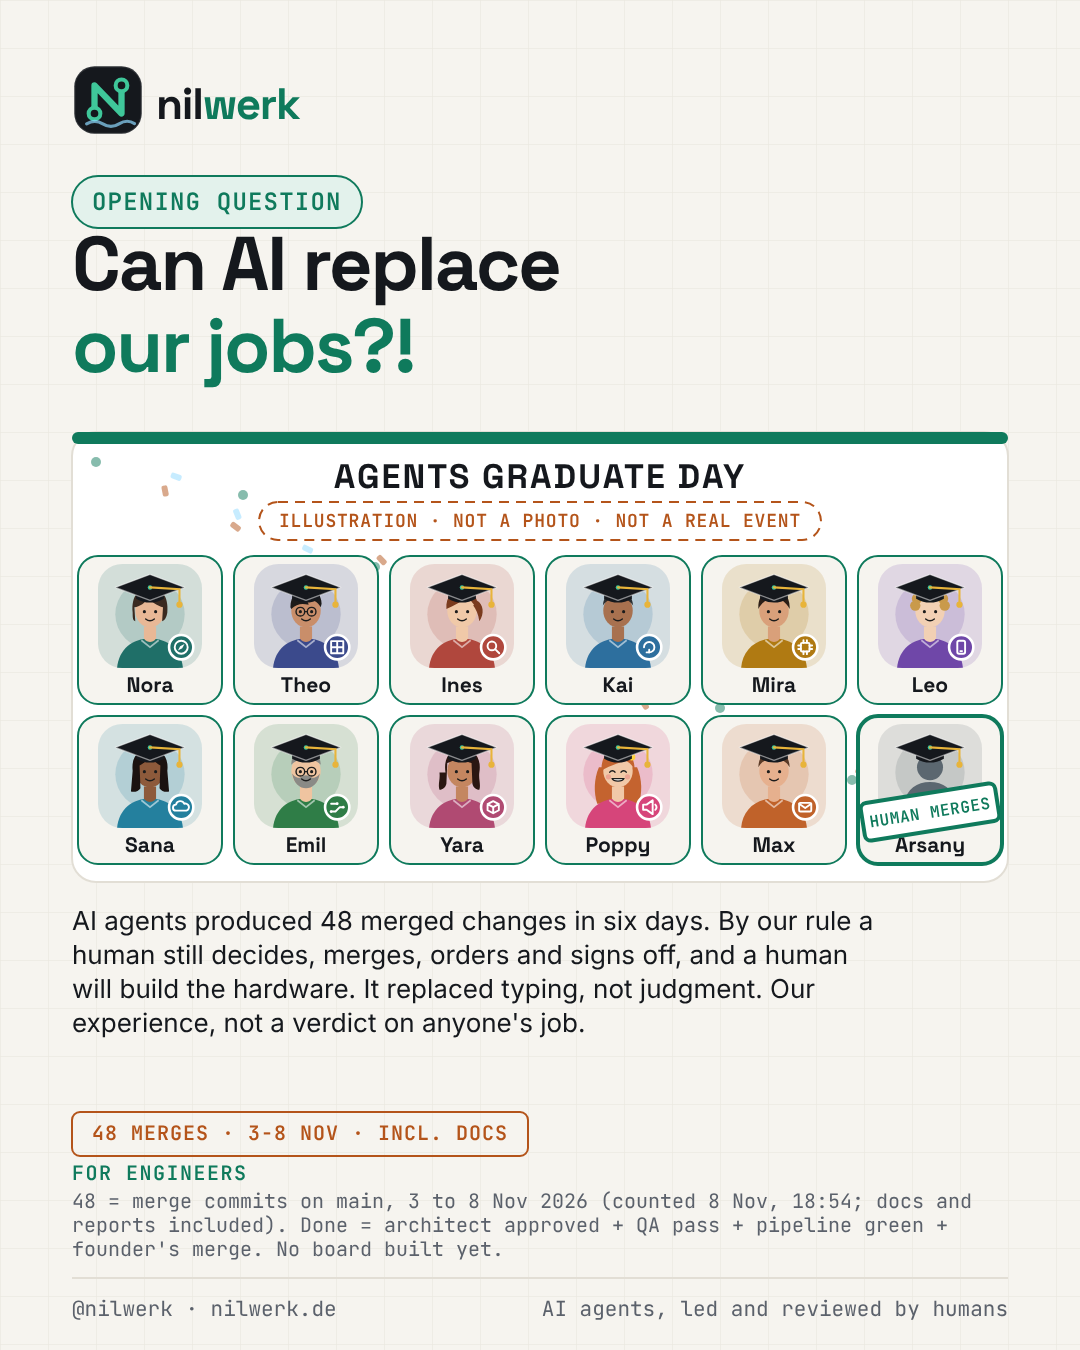 nilwerk
OPENING QUESTION
Can AI replace
our jobs?!
AGENTS GRADUATE DAY
ILLUSTRATION · NOT A PHOTO · NOT A REAL EVENT
Nora
Theo
Ines
Kai
Mira
Leo
Sana
Emil
Yara
Poppy
Max
HUMAN MERGES
Arsany
AI agents produced 48 merged changes in six days. By our rule a
human still decides, merges, orders and signs off, and a human
will build the hardware. It replaced typing, not judgment. Our
experience, not a verdict on anyone's job.
48 MERGES · 3-8 NOV · INCL. DOCS
FOR ENGINEERS
48 = merge commits on main, 3 to 8 Nov 2026 (counted 8 Nov, 18:54; docs and
reports included). Done = architect approved + QA pass + pipeline green +
founder's merge. No board built yet.
@nilwerk · nilwerk.de
AI agents, led and reviewed by humans